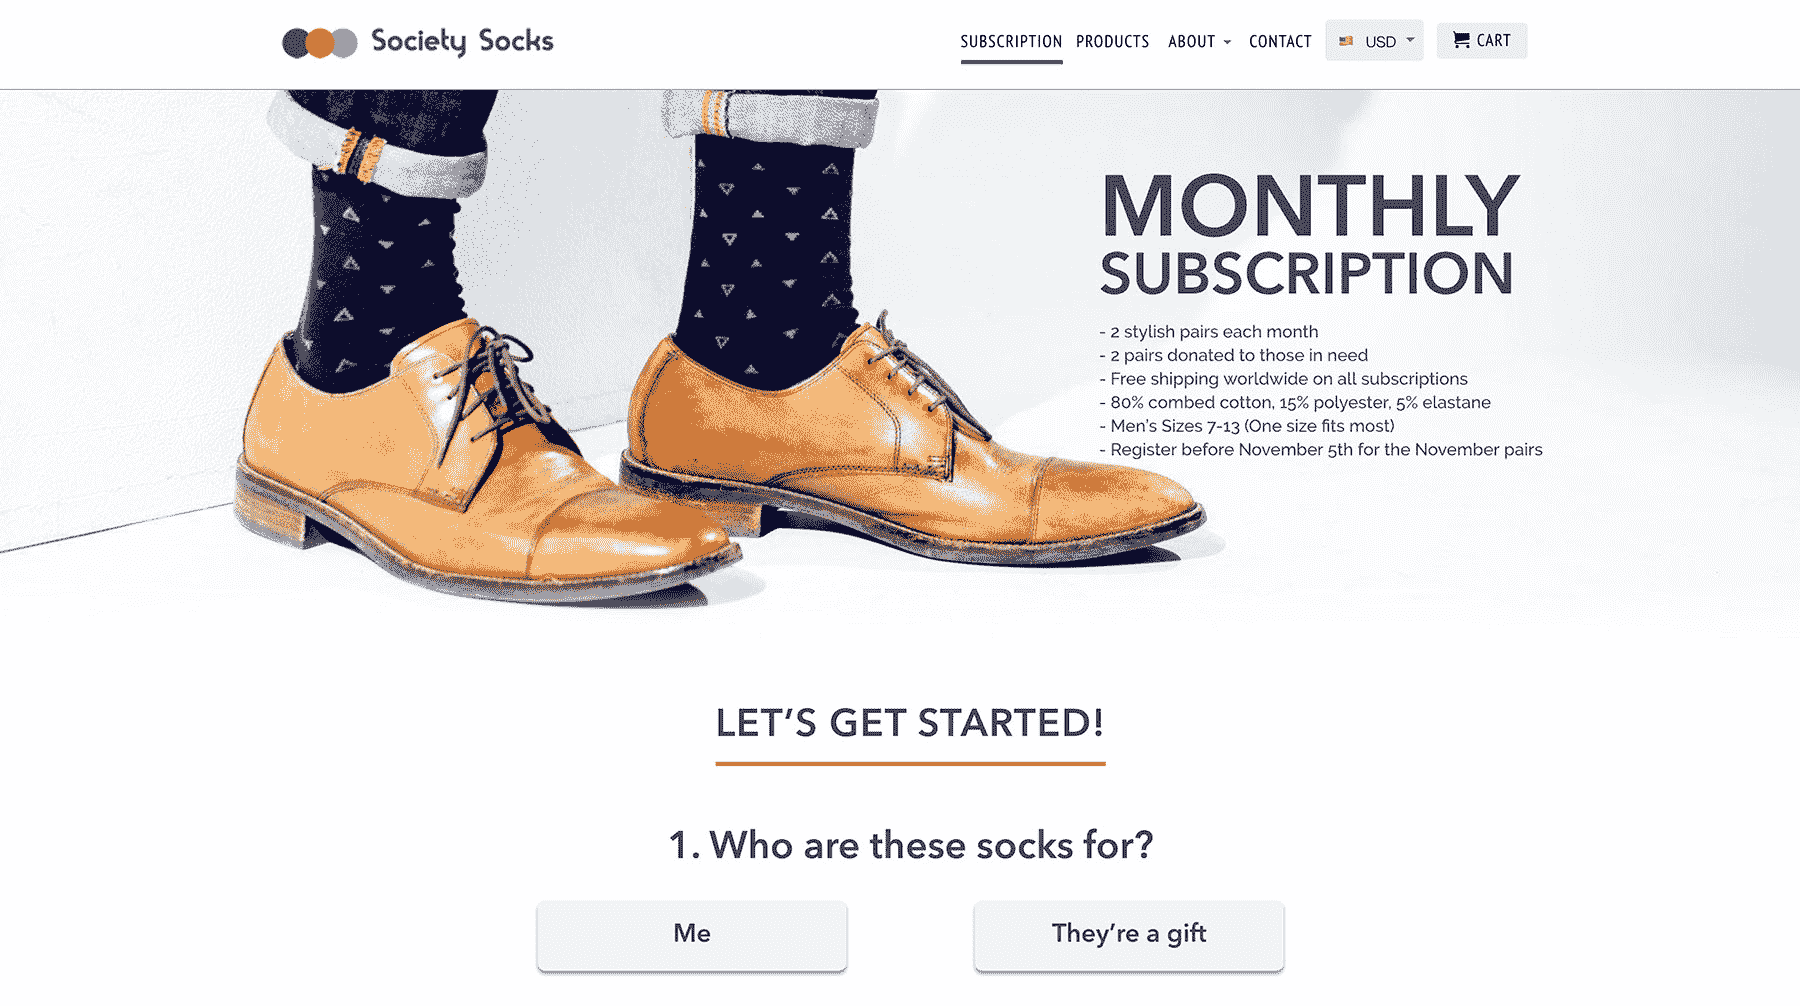 Society Socks
SUBSCRIPTION PRODUCTS ABOUT CONTACT USD CART
MONTHLY
SUBSCRIPTION
- 2 stylish pairs each month
- 2 pairs donated to those in need
- Free shipping worldwide on all subscriptions
- 80% combed cotton, 15% polyester, 5% elastane
- Men's Sizes 7-13 (One size fits most)
- Register before November 5th for the November pairs
LET'S GET STARTED!
1. Who are these socks for?
Me They're a gift